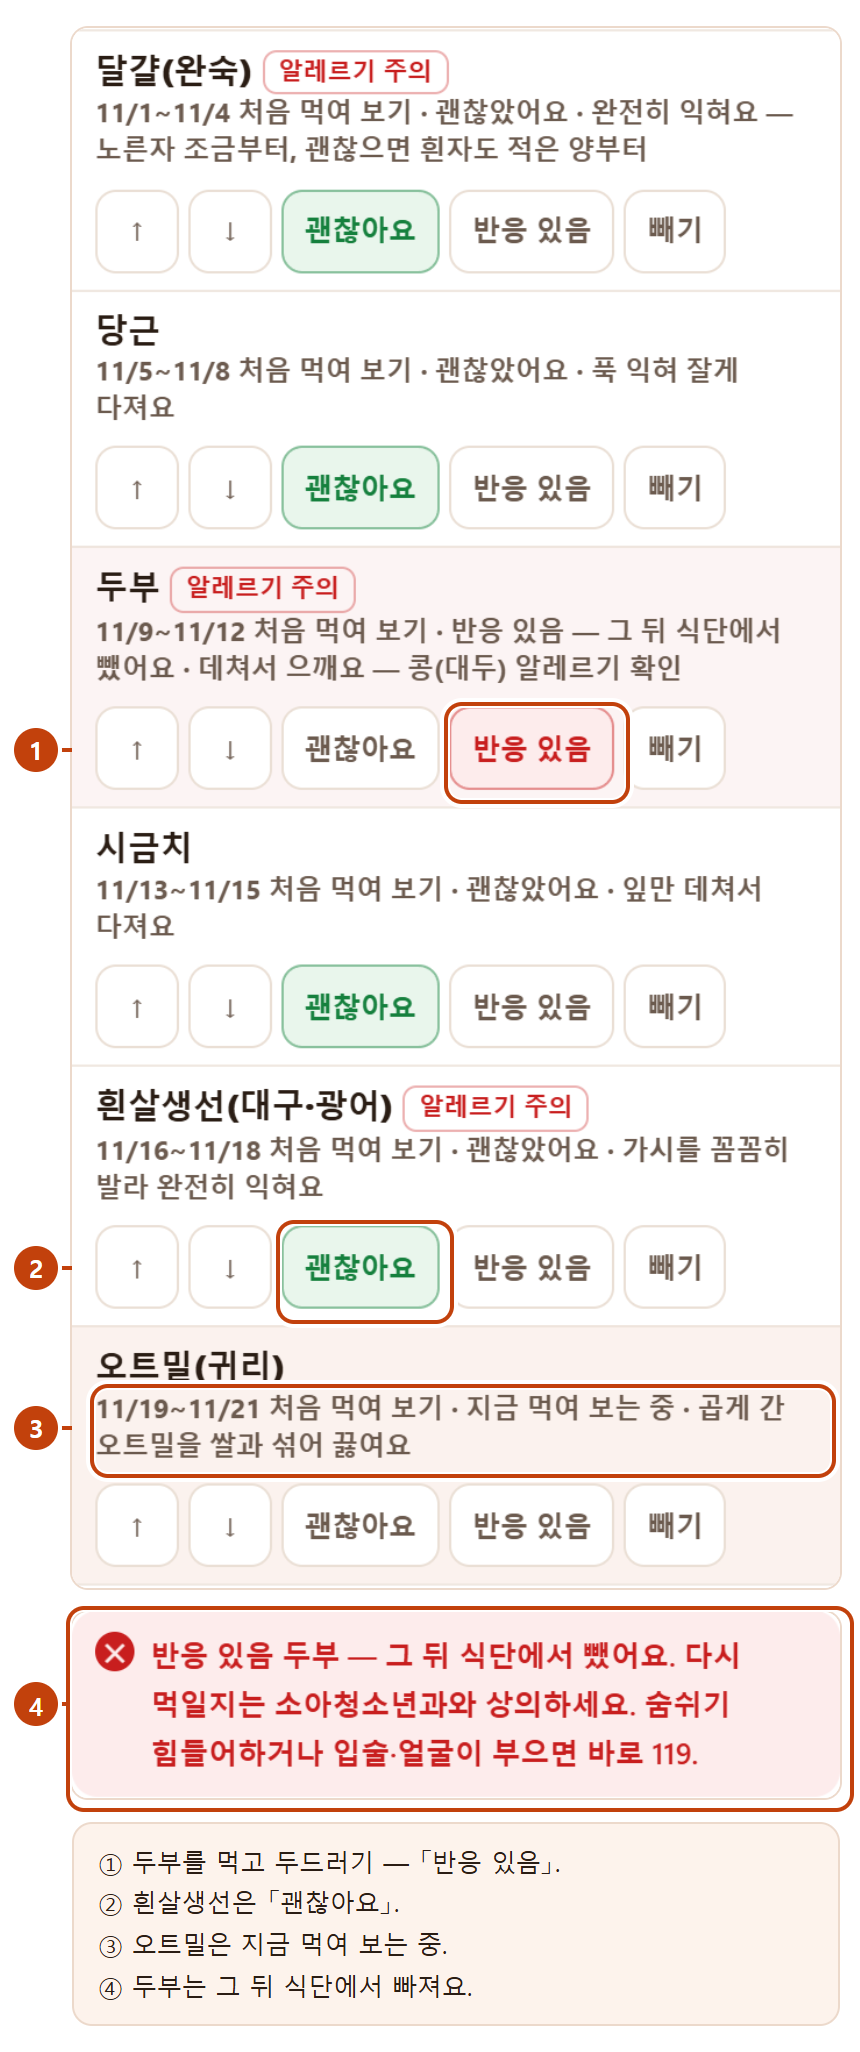 달걀(완숙) 알레르기 주의
11/1~11/4 처음 먹여 보기 · 괜찮았어요 · 완전히 익혀요 —
노른자 조금부터, 괜찮으면 흰자도 적은 양부터
↑ ↓ 괜찮아요 반응 있음 빼기
당근
11/5~11/8 처음 먹여 보기 · 괜찮았어요 · 푹 익혀 잘게
다져요
↑ ↓ 괜찮아요 반응 있음 빼기
두부 알레르기 주의
11/9~11/12 처음 먹여 보기 · 반응 있음 — 그 뒤 식단에서
뺐어요 · 데쳐서 으깨요 — 콩(대두) 알레르기 확인
1 ↑ ↓ 괜찮아요 반응 있음 빼기
시금치
11/13~11/15 처음 먹여 보기 · 괜찮았어요 · 잎만 데쳐서
다져요
↑ ↓ 괜찮아요 반응 있음 빼기
흰살생선(대구·광어) 알레르기 주의
11/16~11/18 처음 먹여 보기 · 괜찮았어요 · 가시를 꼼꼼히
발라 완전히 익혀요
2 ↑ ↓ 괜찮아요 반응 있음 빼기
오트밀(귀리)
3 11/19~11/21 처음 먹여 보기 · 지금 먹여 보는 중 · 곱게 간
오트밀을 쌀과 섞어 끓여요
↑ ↓ 괜찮아요 반응 있음 빼기
반응 있음 두부 — 그 뒤 식단에서 뺐어요. 다시
4 먹일지는 소아청소년과와 상의하세요. 숨쉬기
힘들어하거나 입술·얼굴이 부으면 바로 119.
① 두부를 먹고 두드러기 —「반응 있음」.
② 흰살생선은「괜찮아요」.
③ 오트밀은 지금 먹여 보는 중.
④ 두부는 그 뒤 식단에서 빠져요.